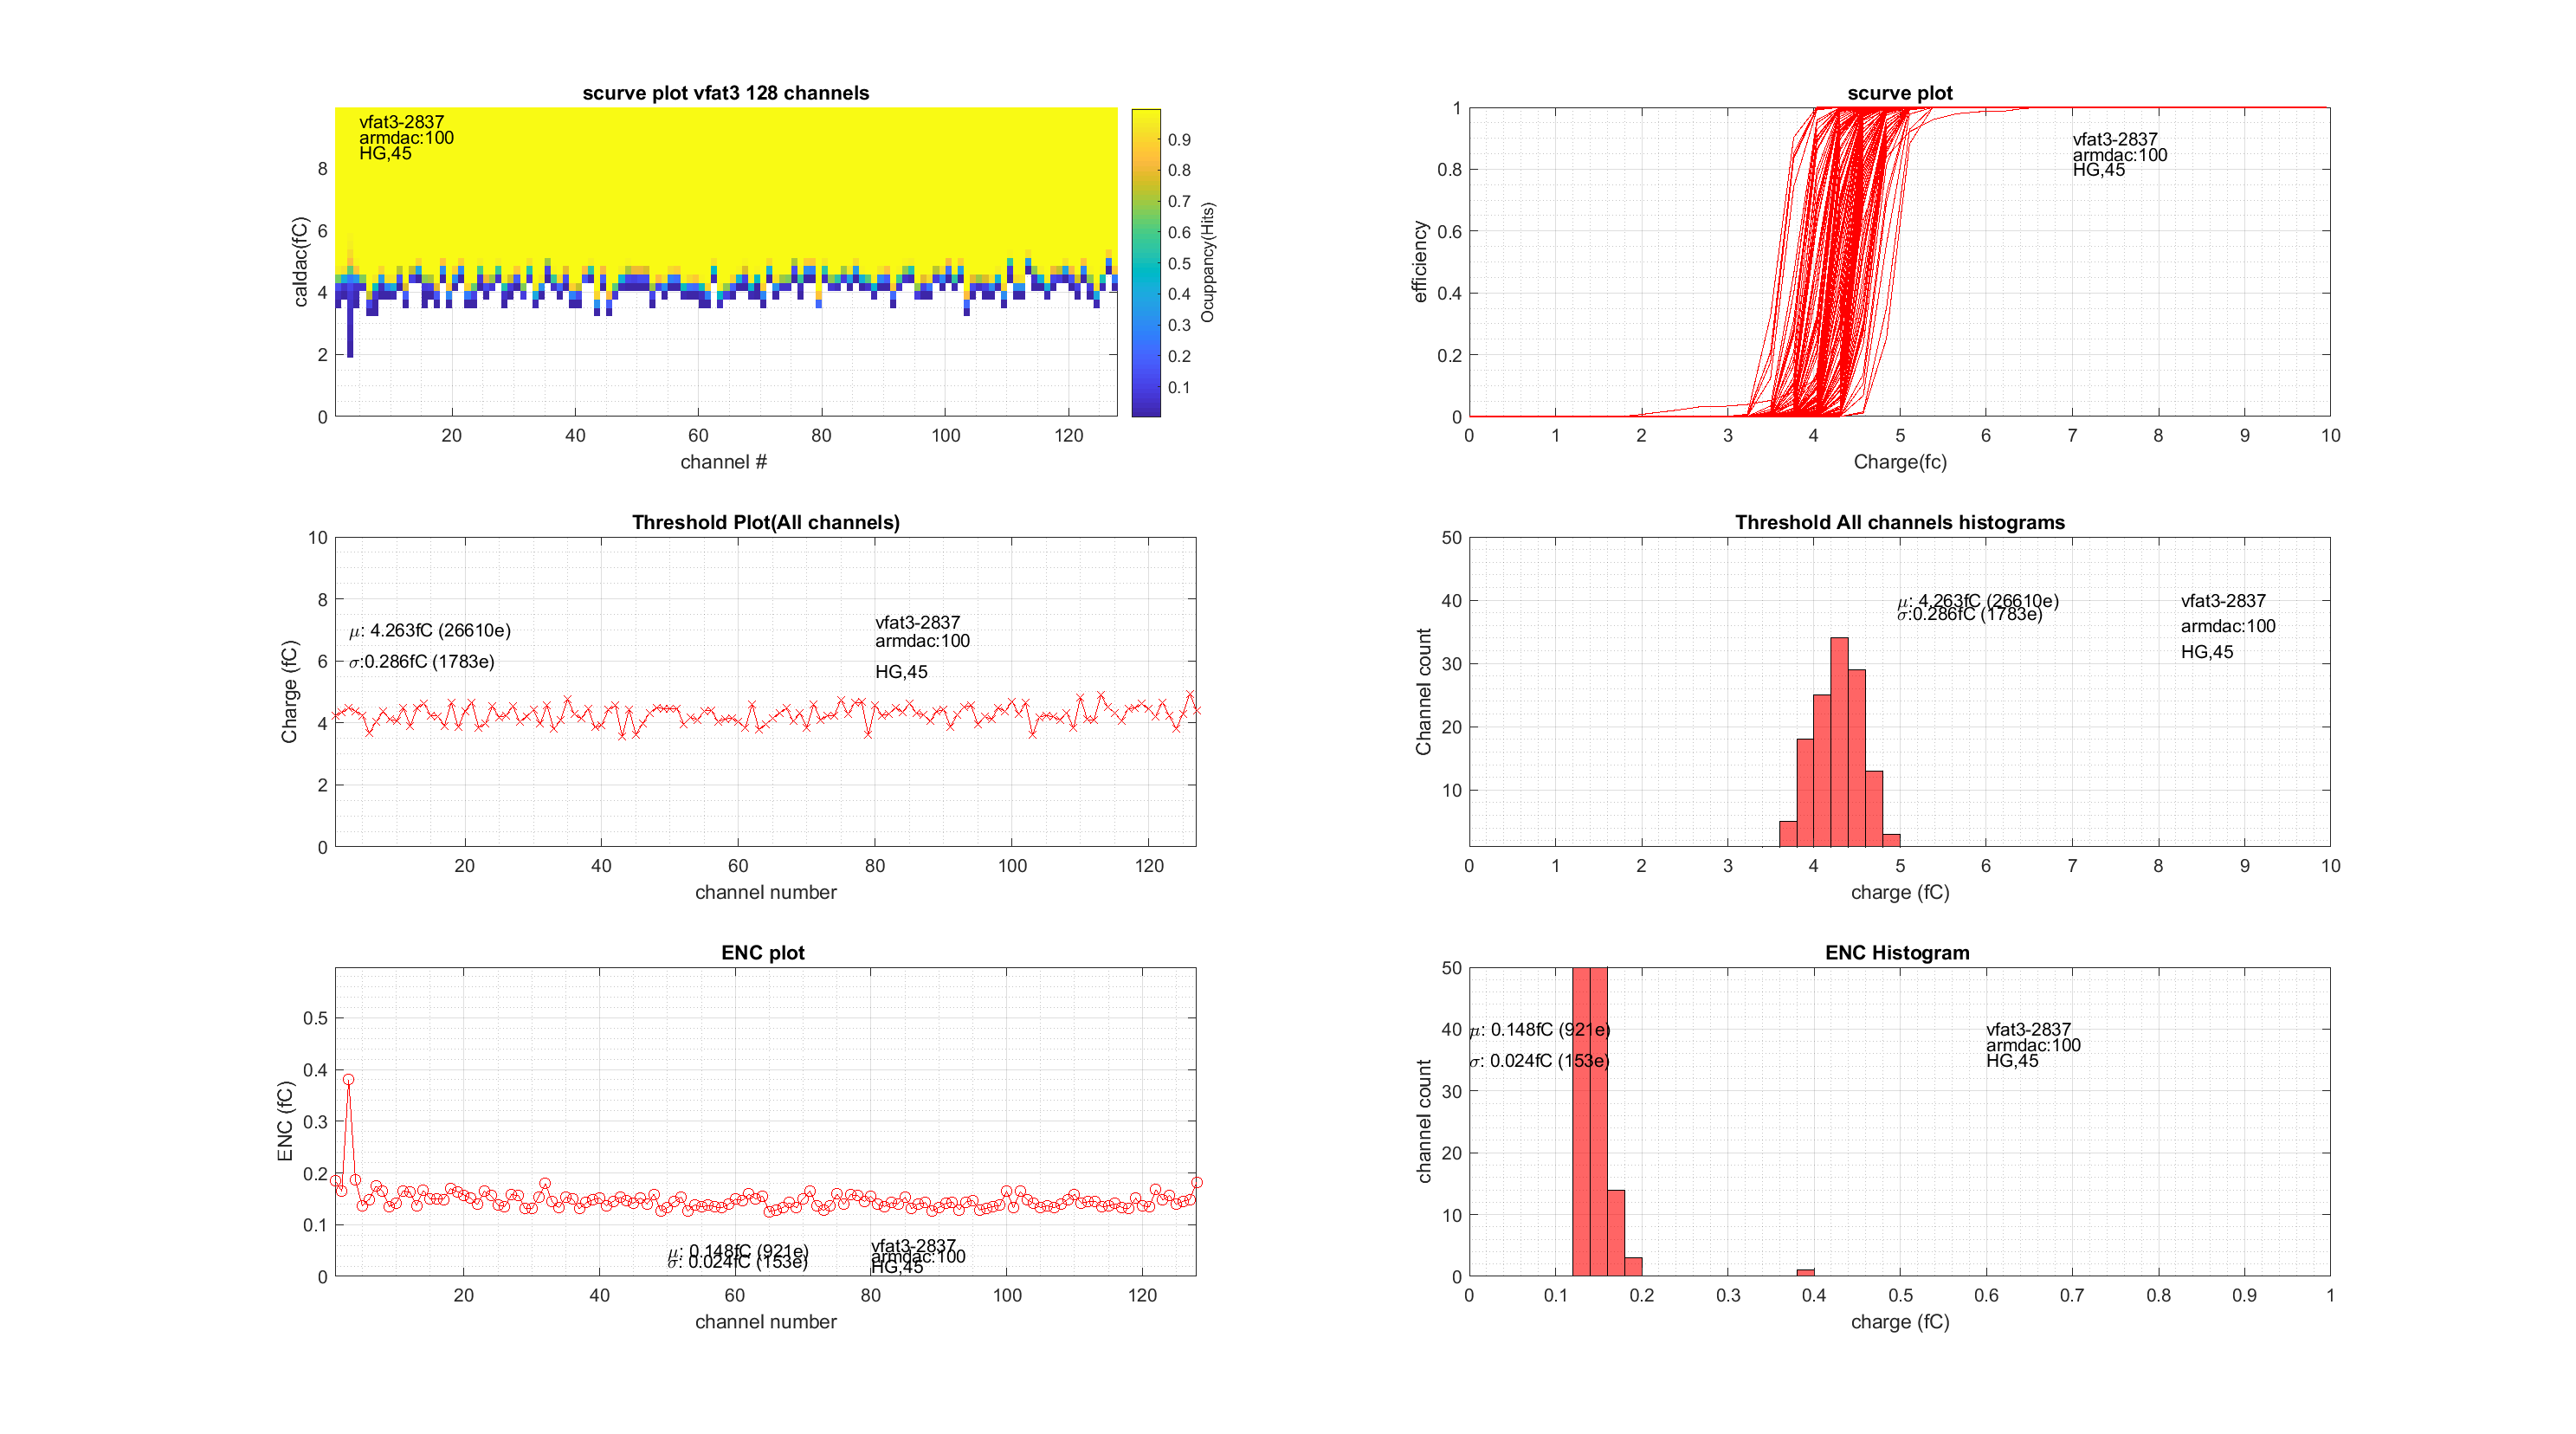 scurve plot vfat3 128 channels
vfat3-2837
armdac:100
HG,45
caldac(fC)
8
6
4
2
0
20 40 60 80 100 120
channel #
0.9
0.8
0.7
0.6
0.5
0.4
0.3
0.2
0.1
Ocuppancy(Hits)
scurve plot
vfat3-2837
armdac:100
HG,45
efficiency
1
0.8
0.6
0.4
0.2
0
0 1 2 3 4 5 6 7 8 9 10
Charge(fc)
Threshold Plot(All channels)
μ: 4.263fC (26610e)
σ:0.286fC (1783e)
vfat3-2837
armdac:100
HG,45
Charge (fC)
10
8
6
4
2
0
20 40 60 80 100 120
channel number
Threshold All channels histograms
μ: 4.263fC (26610e)
σ:0.286fC (1783e)
vfat3-2837
armdac:100
HG,45
Channel count
50
40
30
20
10
0 1 2 3 4 5 6 7 8 9 10
charge (fC)
ENC plot
ENC (fC)
0.5
0.4
0.3
0.2
0.1
0
μ: 0.148fC (921e)
σ: 0.024fC (153e)
vfat3-2837
armdac:100
HG,45
20 40 60 80 100 120
channel number
ENC Histogram
μ: 0.148fC (921e)
σ: 0.024fC (153e)
vfat3-2837
armdac:100
HG,45
channel count
50
40
30
20
10
0
0 0.1 0.2 0.3 0.4 0.5 0.6 0.7 0.8 0.9 1
charge (fC)